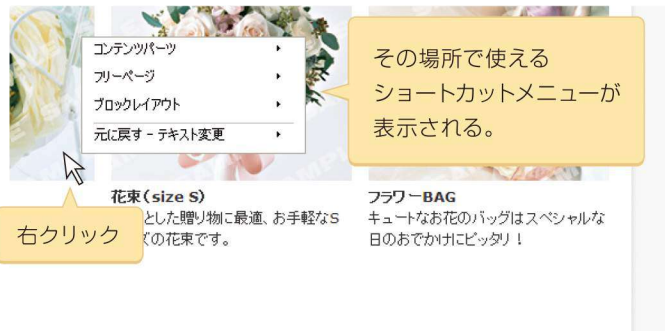 コンテンツパーツ
フリーページ
ブロックレイアウト
元に戻す - テキスト変更
その場所で使える
ショートカットメニューが
表示される。
右クリック
花束(size S)
とした贈り物に最適、お手軽なS
ズの花束です。
フラワーBAG
キュートなお花のバッグはスペシャルな
日のおでかけにピッタリ!